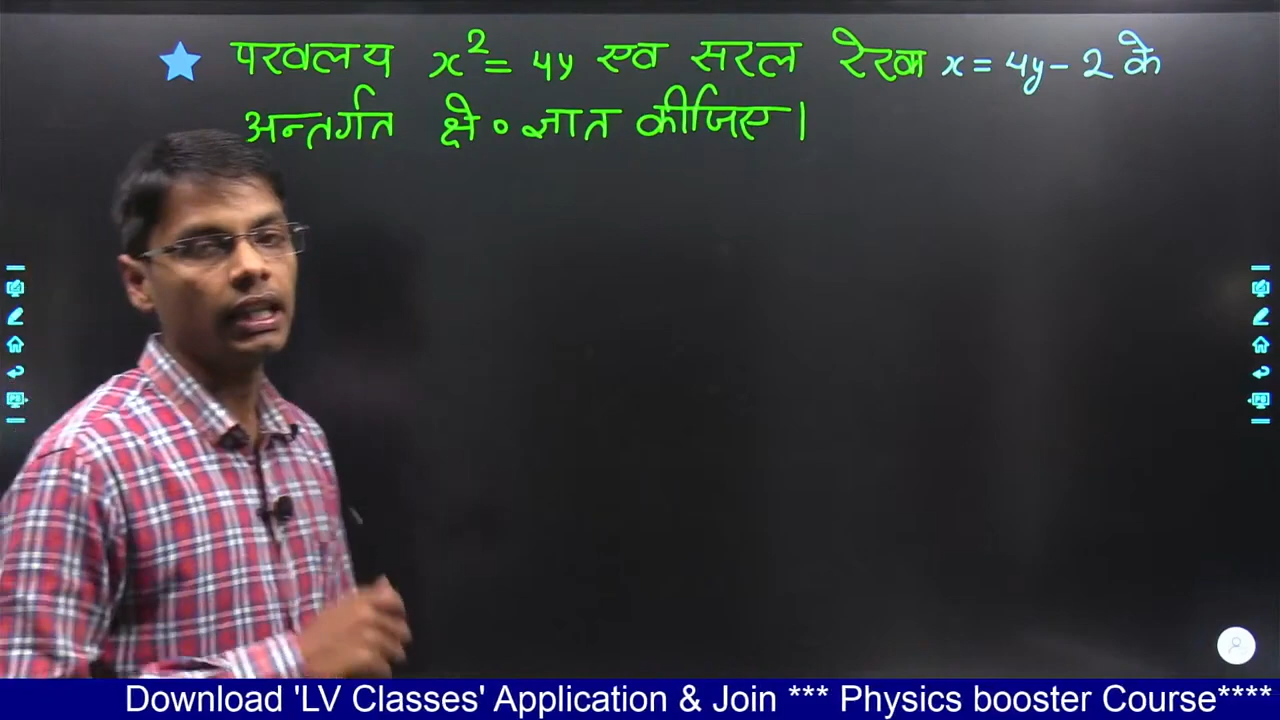 ★ परवलय x² = 4y एव सरल रेखा x = 4y - 2 के
अन्तर्गत क्षे० ज्ञात कीजिए।
Download 'LV Classes' Application & Join *** Physics booster Course****